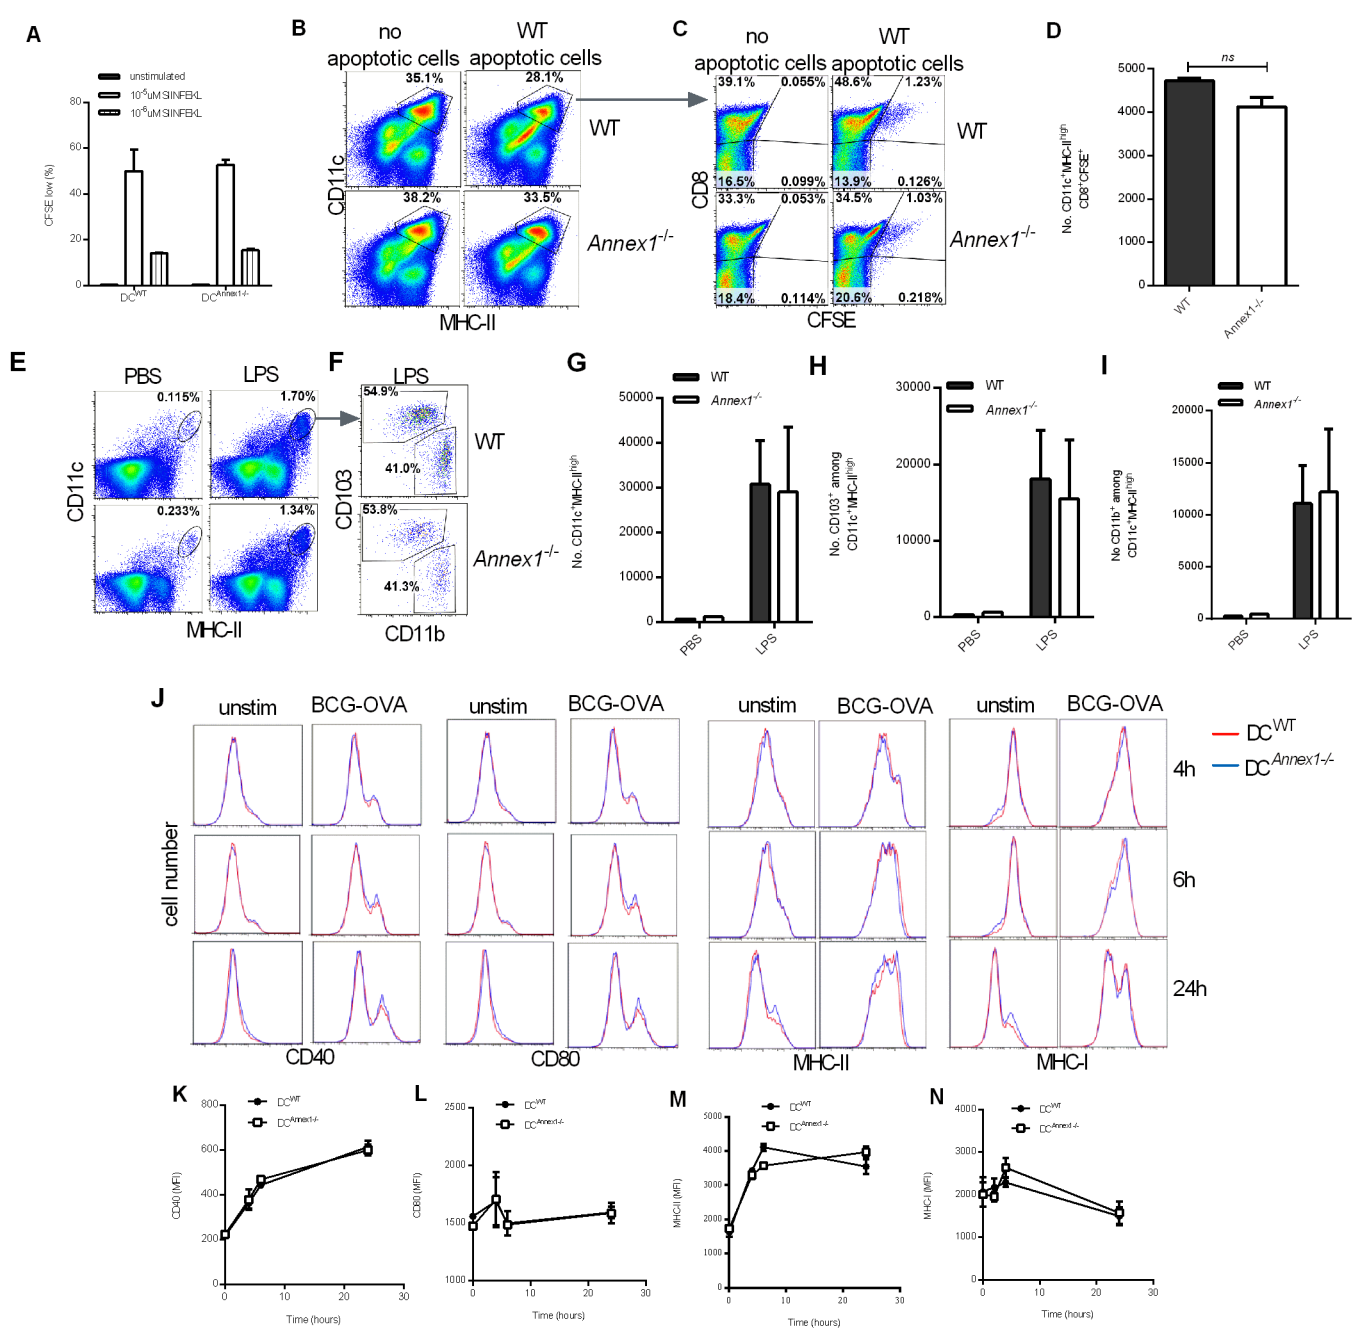 A
unstimulated
10⁻⁵uM SIINFEKL
10⁻⁶uM SIINFEKL
CFSE low (%)
80
60
40
20
0
DC^WT
DC^Annex1-/-
B
no
apoptotic cells
WT
apoptotic cells
35.1%
28.1%
WT
38.2%
33.5%
Annex1⁻/⁻
CD11c
MHC-II
C
no
apoptotic cells
WT
apoptotic cells
39.1%
0.055%
48.6%
1.23%
WT
16.5%
0.099%
13.9%
0.126%
33.3%
0.053%
34.5%
1.03%
Annex1⁻/⁻
18.4%
0.114%
20.6%
0.218%
CD8
CFSE
D
ns
No. CD11c⁺MHC-II^high
CD8⁺CFSE⁺
5000
4000
3000
2000
1000
0
WT
Annex1-/-
E
PBS
LPS
0.115%
1.70%
0.233%
1.34%
CD11c
MHC-II
F
LPS
54.9%
41.0%
WT
53.8%
41.3%
Annex1⁻/⁻
CD103
CD11b
G
WT
Annex1⁻/⁻
No. CD11c⁺MHC-II^high
50000
40000
30000
20000
10000
0
PBS
LPS
H
WT
Annex1⁻/⁻
No. CD103⁺ among
CD11c⁺MHC-II^high
30000
20000
10000
0
PBS
LPS
I
WT
Annex1⁻/⁻
No CD11b⁺ among
CD11c⁺MHC-II^high
20000
15000
10000
5000
0
PBS
LPS
J
unstim
BCG-OVA
unstim
BCG-OVA
unstim
BCG-OVA
unstim
BCG-OVA
DC^WT
DC^Annex1-/-
4h
6h
24h
cell number
CD40
CD80
MHC-II
MHC-I
K
DC^WT
DC^Annex1-/-
CD40 (MFI)
800
600
400
200
0
0
10
20
30
Time (hours)
L
DC^WT
DC^Annex1-/-
CD80 (MFI)
2500
2000
1500
1000
0
10
20
30
Time (hours)
M
DC^WT
DC^Annex1-/-
MHC-II (MFI)
5000
4000
3000
2000
1000
0
0
10
20
30
Time (hours)
N
DC^WT
DC^Annex1-/-
MHC-I (MFI)
4000
3000
2000
1000
0
0
10
20
30
Time (hours)